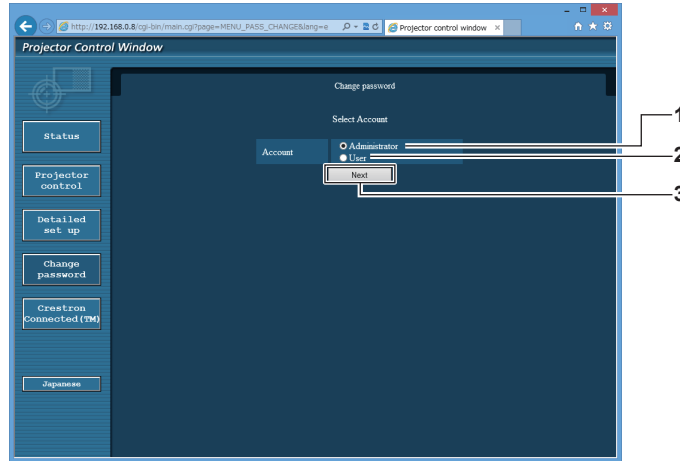 http://192.168.0.8/cgi-bin/main.cgi?page=MENU_PASS_CHANGE&lang=e
Projector control window
Projector Control Window
Change password
Select Account
Account
Administrator
User
Next
1
2
3
Status
Projector
control
Detailed
set up
Change
password
Crestron
Connected(TM)
Japanese